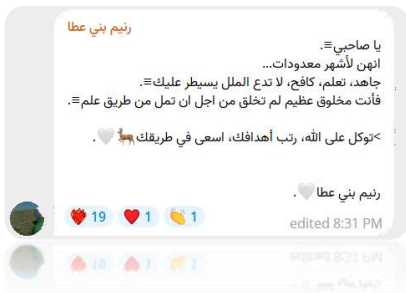 رنيم بني عطا
يا صاحبي≡.
انهن لأشهر معدودات...
جاهد، تعلم، كافح، لا تدع الملل يسيطر عليك≡.
فأنت مخلوق عظيم لم تخلق من اجل ان تمل من طريق علم≡.
>توكل على الله، رتب أهدافك، اسعى في طريقك🦌🤍.
رنيم بني عطا🤍.
❤️‍🔥 19 ❤️ 1 👏 1
edited 8:31 PM